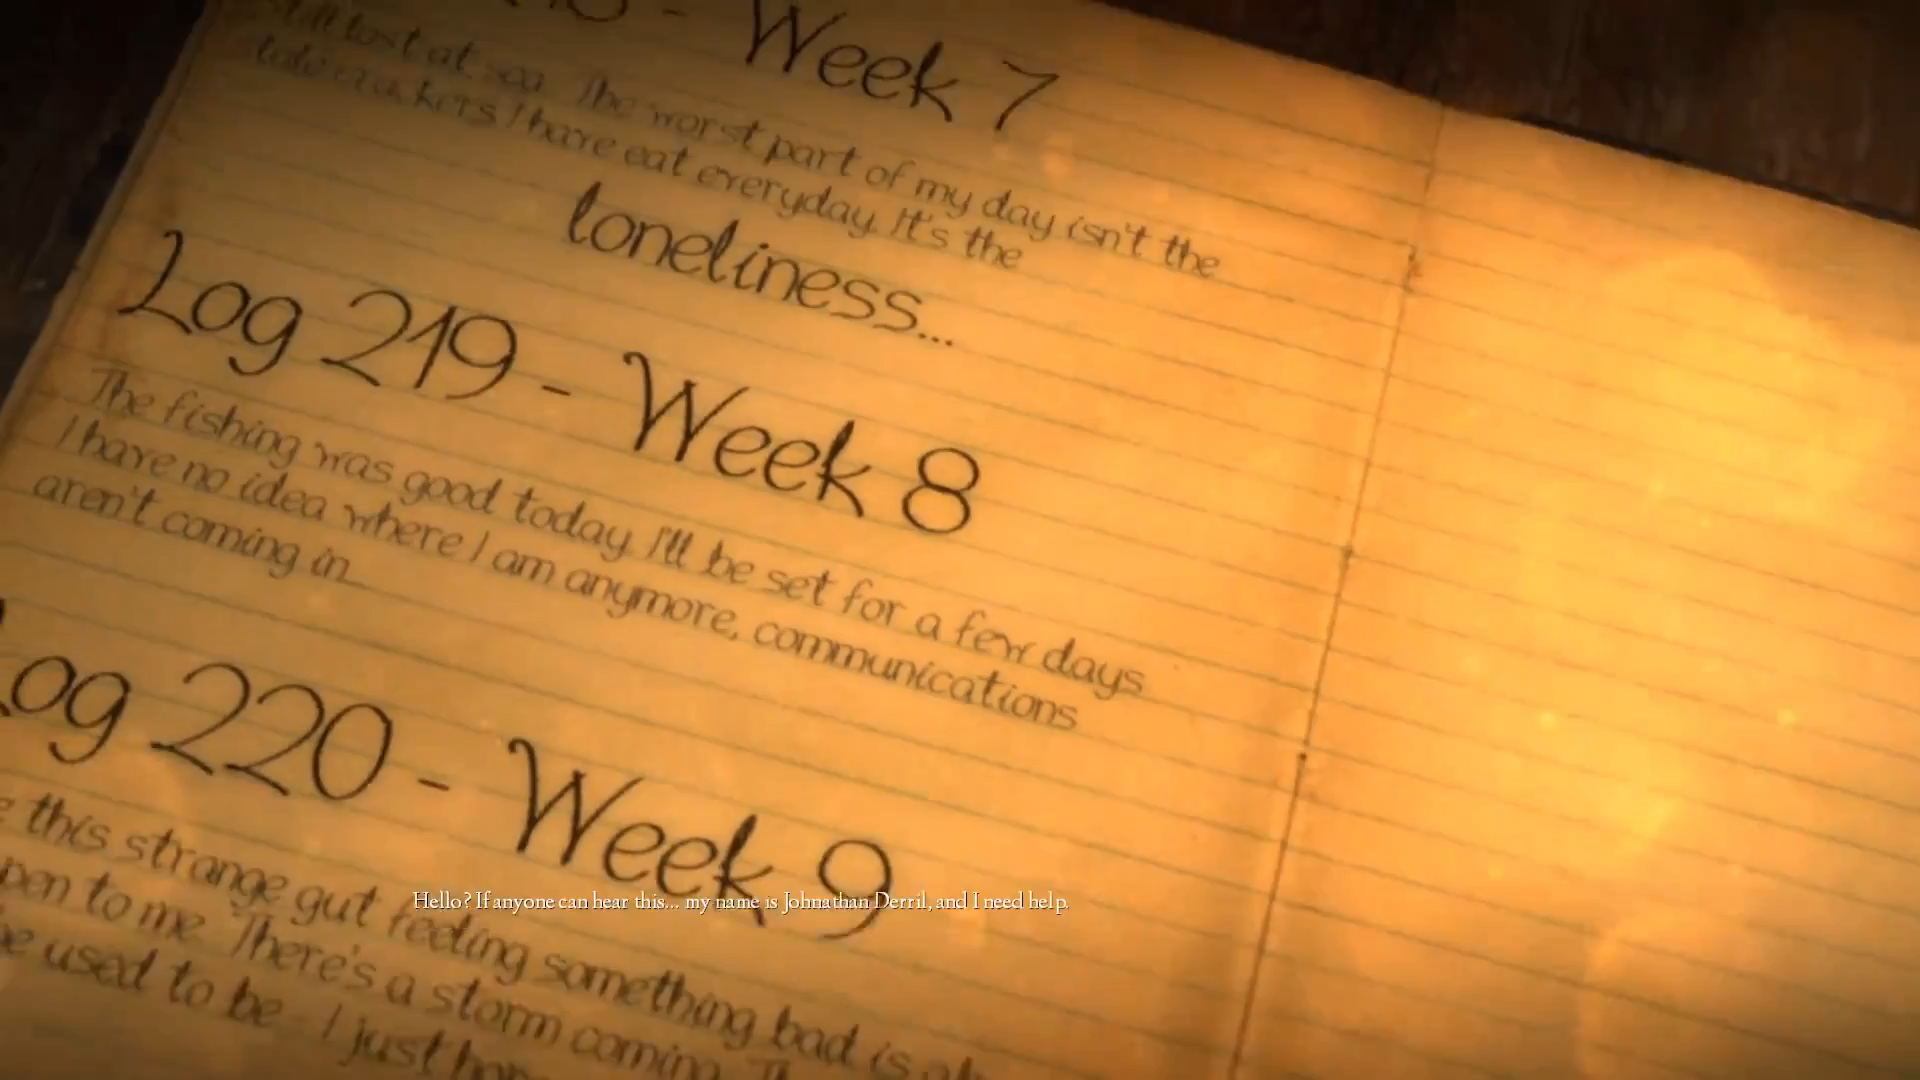 - Week 7
Still lost at sea. The worst part of my day isn't the
crackers I have eat everyday. It's the
loneliness...
Log 219 - Week 8
The fishing was good today. I'll be set for a few days.
I have no idea where I am anymore, communications
aren't coming in...
Log 220 - Week 9
this strange gut feeling something bad is
to me. There's a storm coming.
used to be - I just
Hello? If anyone can hear this... my name is Johnathan Derril, and I need help.